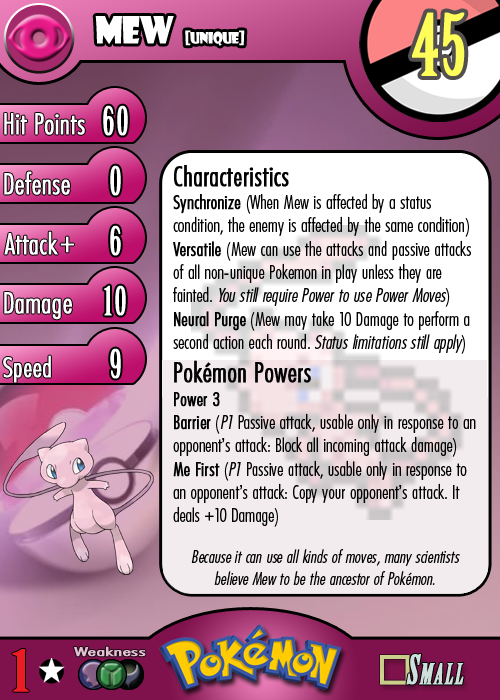 MEW [UNIQUE]
45
Hit Points 60
Defense 0
Attack+ 6
Damage 10
Speed 9
Characteristics
Synchronize (When Mew is affected by a status
condition, the enemy is affected by the same condition)
Versatile (Mew can use the attacks and passive attacks
of all non-unique Pokemon in play unless they are
fainted. You still require Power to use Power Moves)
Neural Purge (Mew may take 10 Damage to perform a
second action each round. Status limitations still apply)
Pokémon Powers
Power 3
Barrier (P1 Passive attack, usable only in response to an
opponent's attack: Block all incoming attack damage)
Me First (P1 Passive attack, usable only in response to
an opponent's attack: Copy your opponent's attack. It
deals +10 Damage)
Because it can use all kinds of moves, many scientists
believe Mew to be the ancestor of Pokémon.
1
Weakness
POKéMON
SMALL